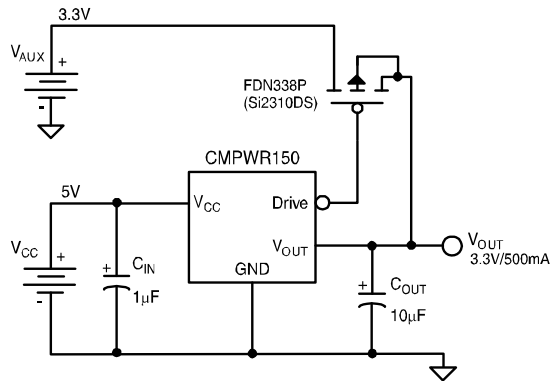 3.3V
VAUX
+
-
FDN338P
(Si2310DS)
CMPWR150
5V
VCC
Drive
VCC
+
-
+
CIN
1µF
VOUT
GND
VOUT
3.3V/500mA
+
COUT
10µF